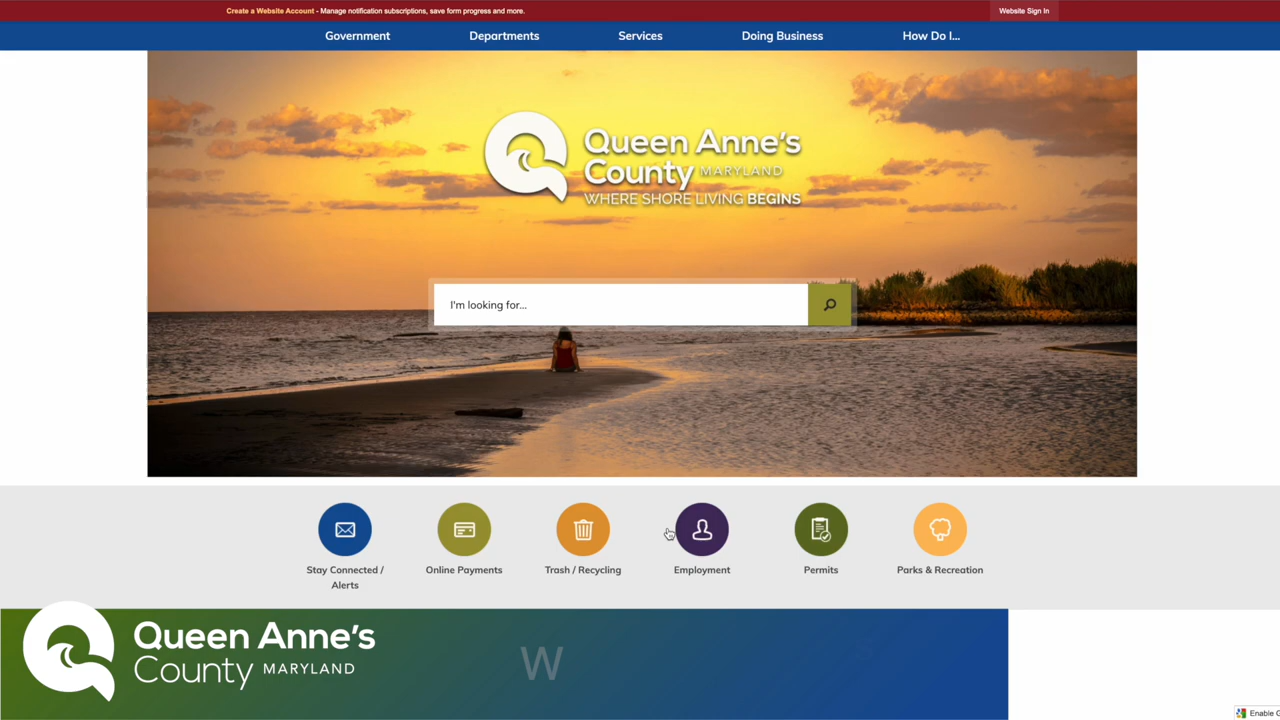 Create a Website Account - Manage notification subscriptions, save form progress and more.
Website Sign In
Government
Departments
Services
Doing Business
How Do I...
Queen Anne's
County MARYLAND
WHERE SHORE LIVING BEGINS
I'm looking for...
Stay Connected /
Alerts
Online Payments
Trash / Recycling
Employment
Permits
Parks & Recreation
Queen Anne's
County MARYLAND
W
Enable G